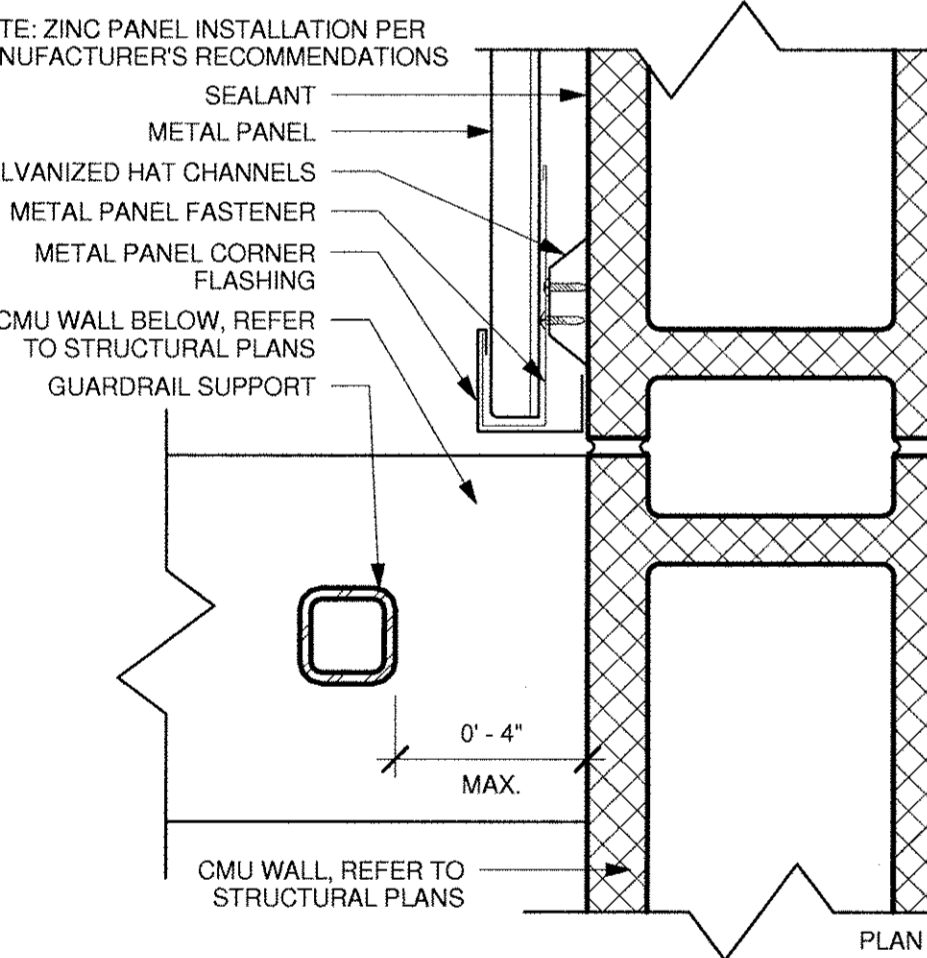 TE: ZINC PANEL INSTALLATION PER
NUFACTURER'S RECOMMENDATIONS
SEALANT
METAL PANEL
LVANIZED HAT CHANNELS
METAL PANEL FASTENER
METAL PANEL CORNER
FLASHING
CMU WALL BELOW, REFER
TO STRUCTURAL PLANS
GUARDRAIL SUPPORT
0' - 4"
MAX.
CMU WALL, REFER TO
STRUCTURAL PLANS
PLAN